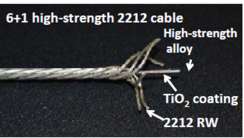 6+1 high-strength 2212 cable
High-strength
alloy
TiO₂ coating
2212 RW